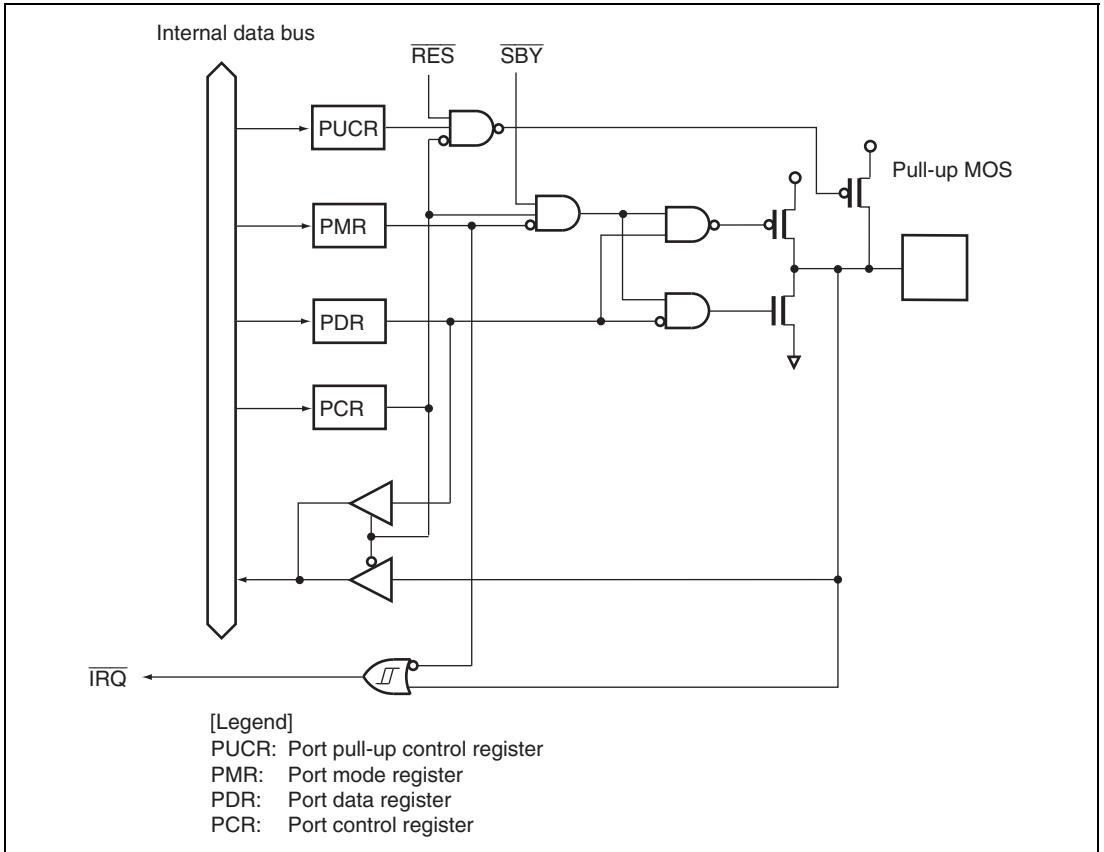 Internal data bus
RES
SBY
PUCR
Pull-up MOS
PMR
PDR
PCR
IRQ
[Legend]
PUCR: Port pull-up control register
PMR: Port mode register
PDR: Port data register
PCR: Port control register